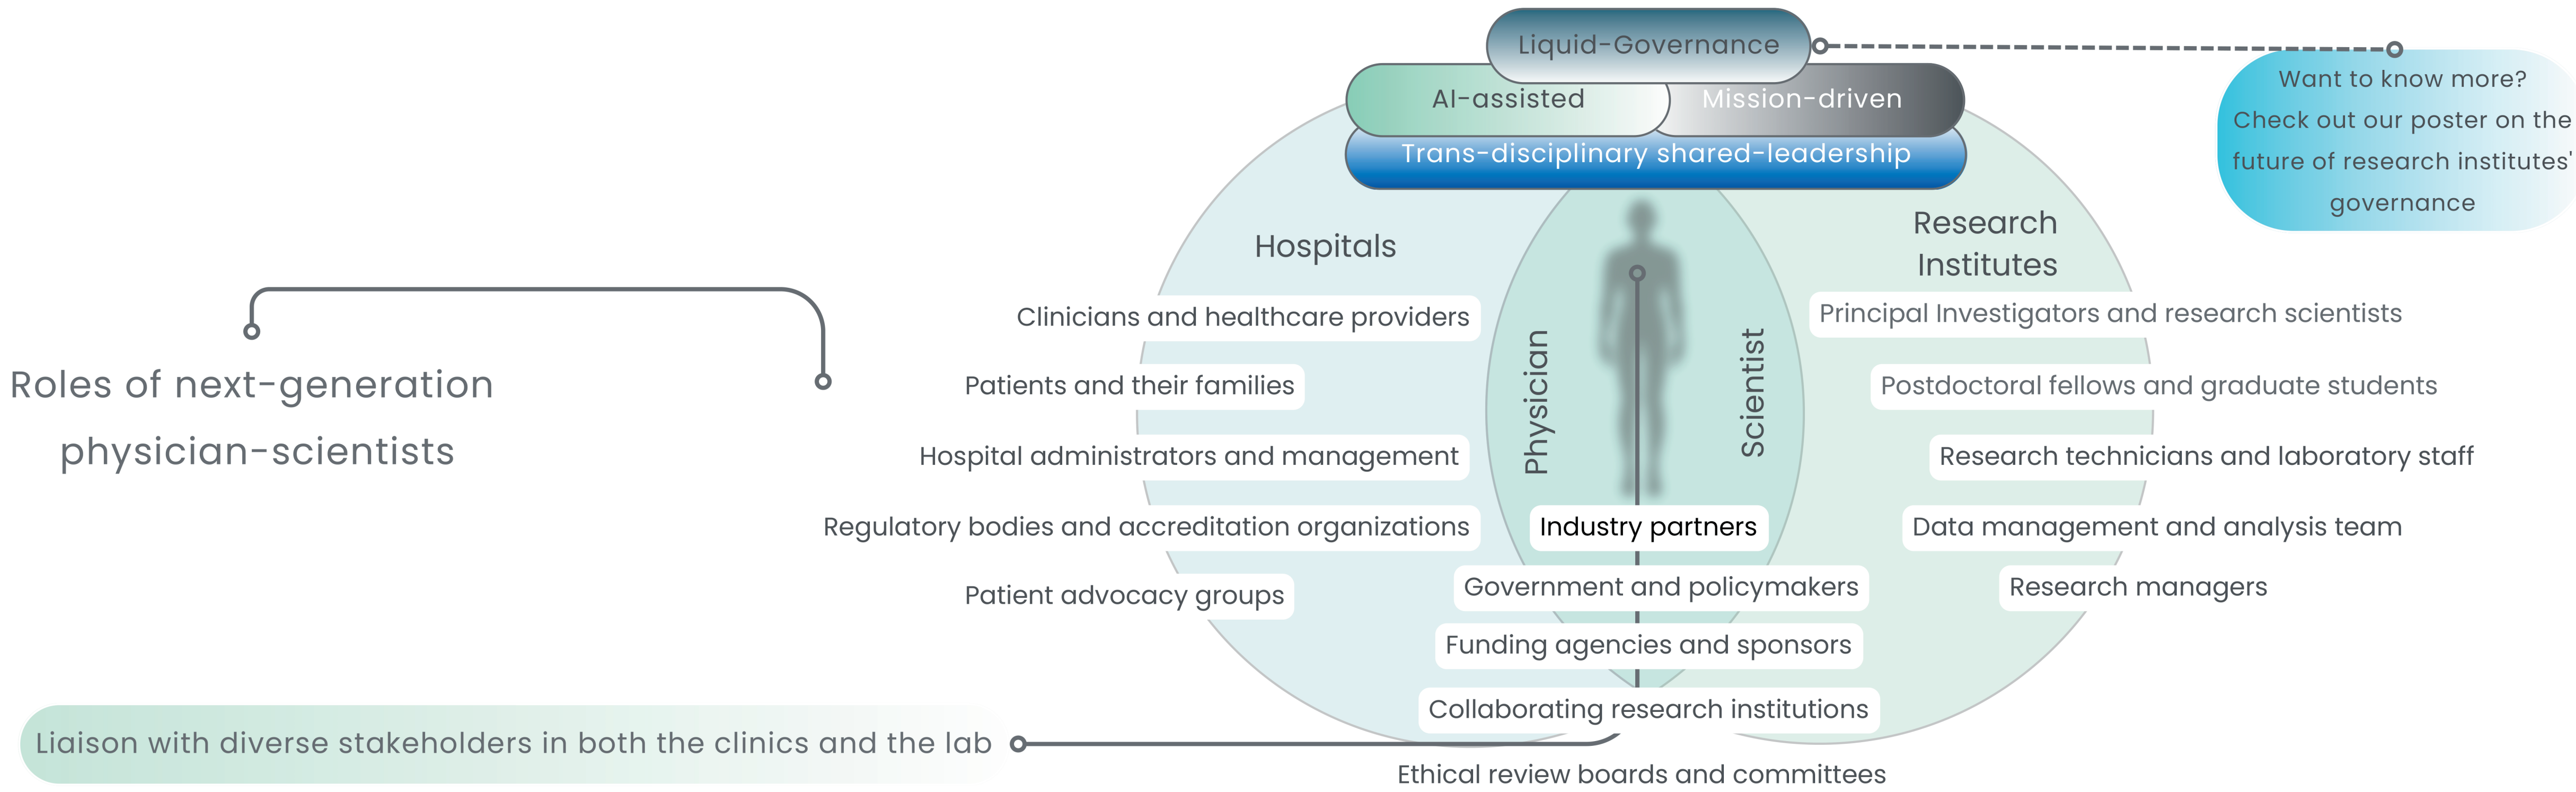 Liquid-Governance
AI-assisted
Mission-driven
Trans-disciplinary shared-leadership
Want to know more?
Check out our poster on the
future of research institutes'
governance
Roles of next-generation
physician-scientists
Hospitals
Clinicians and healthcare providers
Patients and their families
Hospital administrators and management
Regulatory bodies and accreditation organizations
Patient advocacy groups
Physician
Scientist
Research
Institutes
Principal Investigators and research scientists
Postdoctoral fellows and graduate students
Research technicians and laboratory staff
Data management and analysis team
Research managers
Industry partners
Government and policymakers
Funding agencies and sponsors
Collaborating research institutions
Ethical review boards and committees
Liaison with diverse stakeholders in both the clinics and the lab